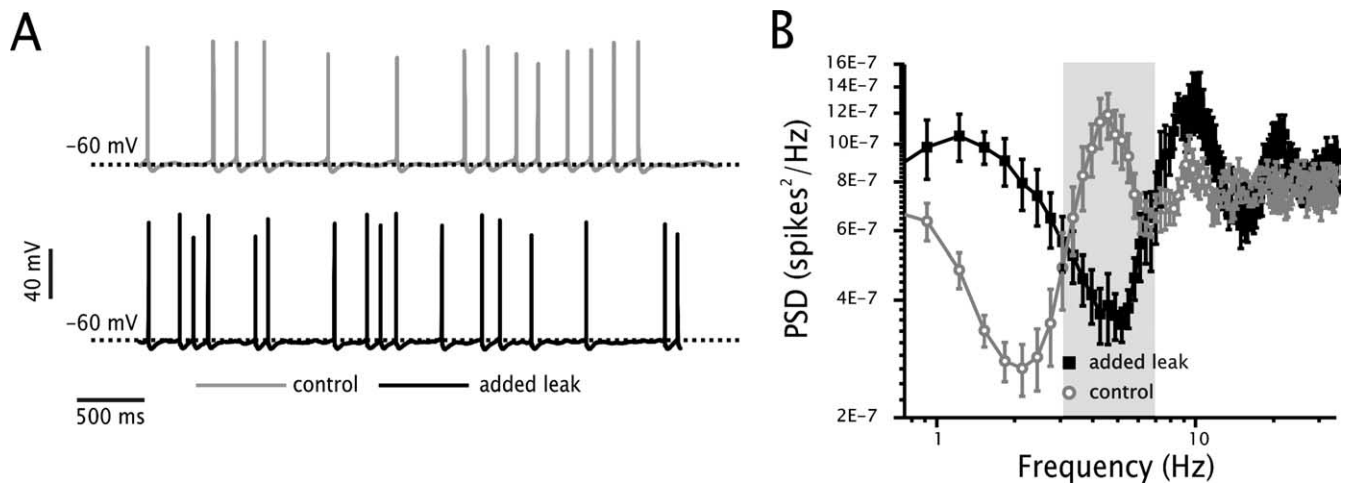 A
−60 mV
40 mV
−60 mV
control
added leak
500 ms
B
PSD (spikes²/Hz)
16E–7
14E–7
12E–7
10E–7
8E–7
6E–7
4E–7
2E–7
added leak
control
1
10
Frequency (Hz)